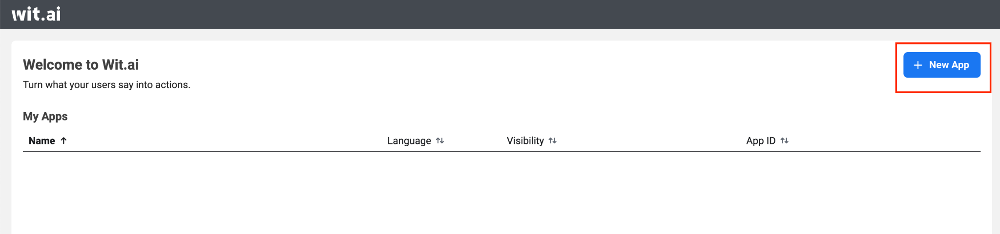 wit.ai
Welcome to Wit.ai
+ New App
Turn what your users say into actions.
My Apps
Name ↑ Language ↑↓ Visibility ↑↓ App ID ↑↓